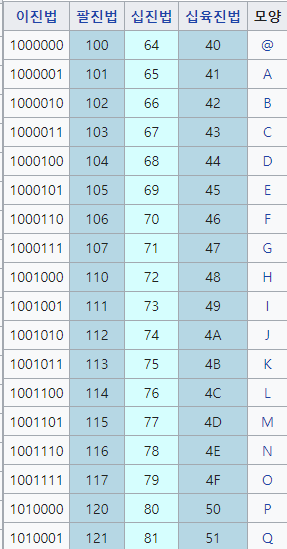 이진법 팔진법 십진법 십육진법 모양
1000000 100 64 40 @
1000001 101 65 41 A
1000010 102 66 42 B
1000011 103 67 43 C
1000100 104 68 44 D
1000101 105 69 45 E
1000110 106 70 46 F
1000111 107 71 47 G
1001000 110 72 48 H
1001001 111 73 49 I
1001010 112 74 4A J
1001011 113 75 4B K
1001100 114 76 4C L
1001101 115 77 4D M
1001110 116 78 4E N
1001111 117 79 4F O
1010000 120 80 50 P
1010001 121 81 51 Q